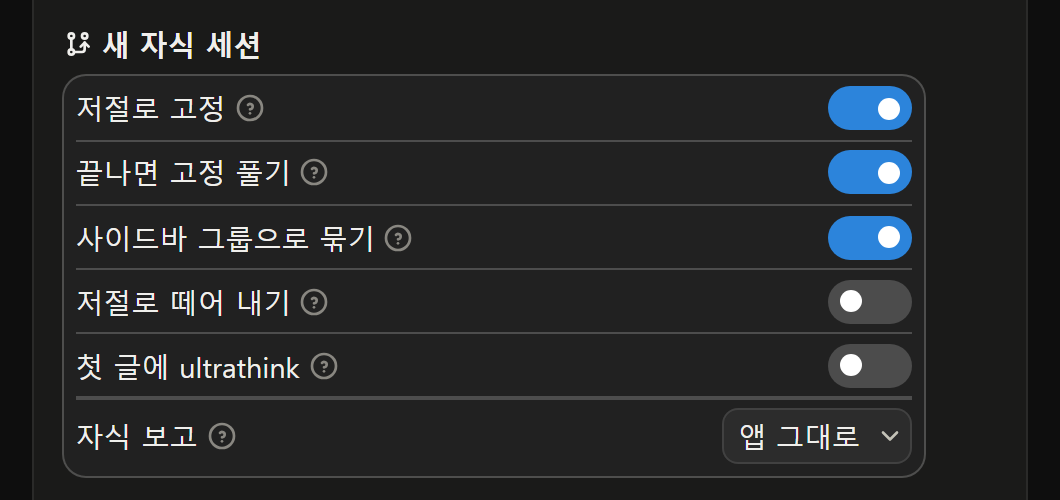 새 자식 세션
저절로 고정
끝나면 고정 풀기
사이드바 그룹으로 묶기
저절로 떼어 내기
첫 글에 ultrathink
자식 보고
앱 그대로